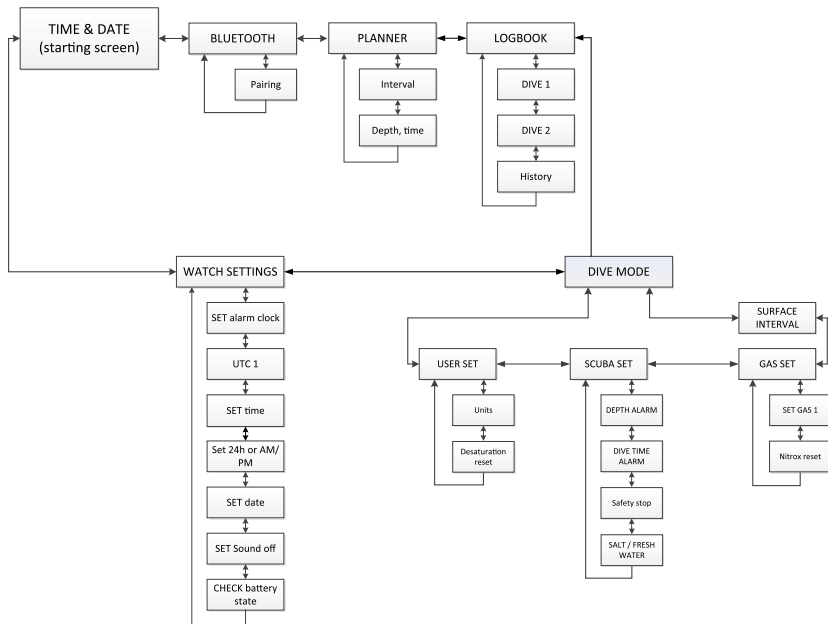 TIME & DATE
(starting screen)
BLUETOOTH
PLANNER
LOGBOOK
Pairing
Interval
DIVE 1
Depth, time
DIVE 2
History
WATCH SETTINGS
DIVE MODE
SET alarm clock
SURFACE
INTERVAL
UTC 1
USER SET
SCUBA SET
GAS SET
SET time
Units
DEPTH ALARM
SET GAS 1
Set 24h or AM/
PM
Desaturation
reset
DIVE TIME
ALARM
Nitrox reset
SET date
Safety stop
SET Sound off
SALT / FRESH
WATER
CHECK battery
state